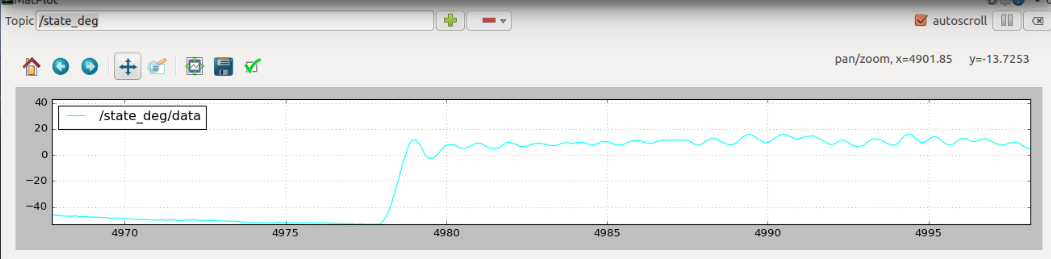 MatPlot
Topic /state_deg autoscroll
pan/zoom, x=4901.85 y=-13.7253
/state_deg/data
40
20
0
−20
−40
4970 4975 4980 4985 4990 4995